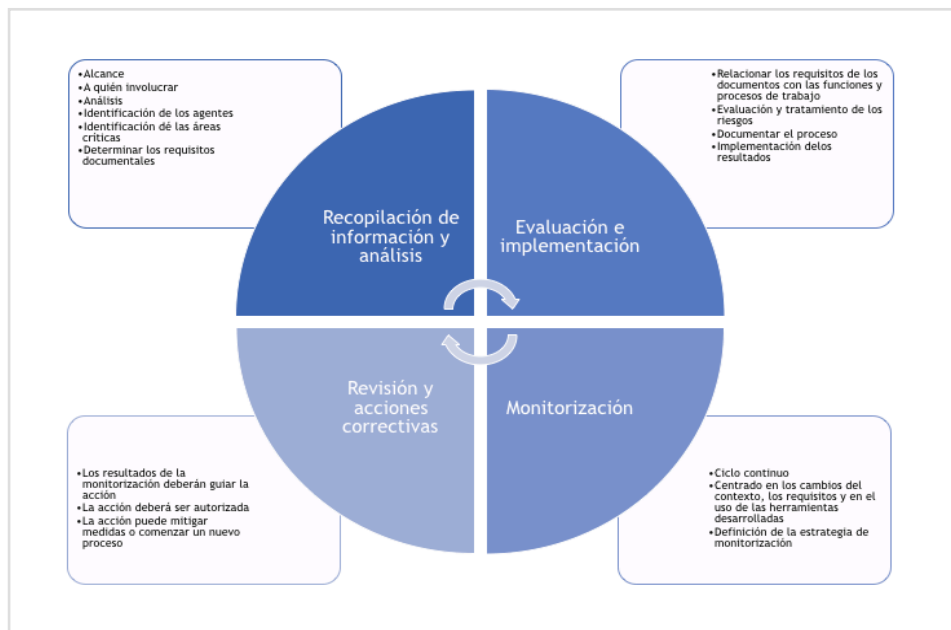 •Alcance
•A quién involucrar
•Análisis
•Identificación de los agentes
•Identificación dé las áreas
críticas
•Determinar los requisitos
documentales
•Relacionar los requisitos de los
documentos con las funciones y
procesos de trabajo
•Evaluación y tratamiento de los
riesgos
•Documentar el proceso
•Implementación delos
resultados
Recopilación de
información y
análisis
Evaluación e
implementación
Revisión y
acciones
correctivas
Monitorización
•Los resultados de la
monitorización deberán guiar la
acción
•La acción deberá ser autorizada
•La acción puede mitigar
medidas o comenzar un nuevo
proceso
•Ciclo continuo
•Centrado en los cambios del
contexto, los requisitos y en el
uso de las herramientas
desarrolladas
•Definición de la estrategia de
monitorización